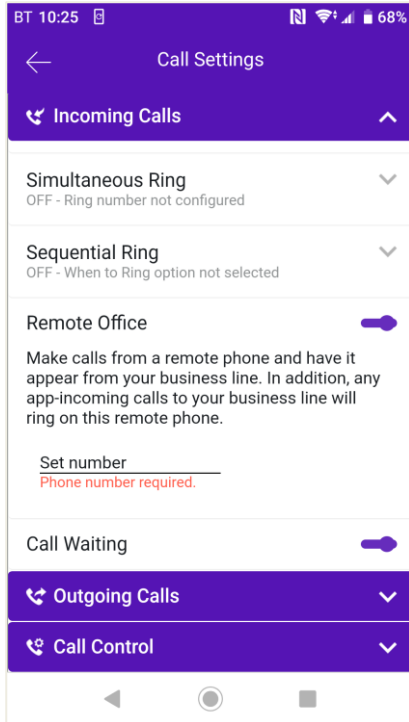 BT 10:25 68%
Call Settings
Incoming Calls
Simultaneous Ring
OFF - Ring number not configured
Sequential Ring
OFF - When to Ring option not selected
Remote Office
Make calls from a remote phone and have it
appear from your business line. In addition, any
app-incoming calls to your business line will
ring on this remote phone.
Set number
Phone number required.
Call Waiting
Outgoing Calls
Call Control